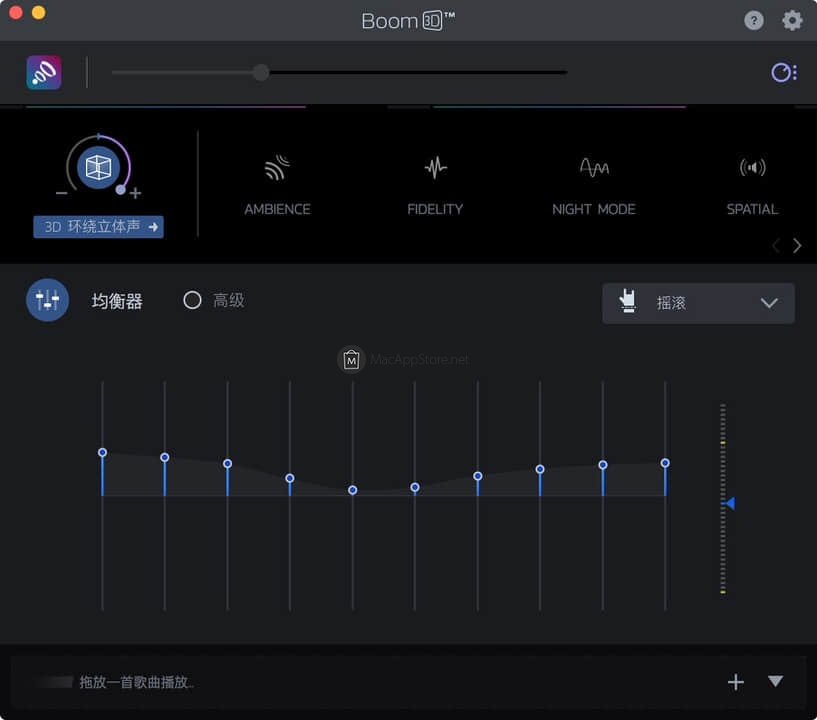 Boom 3D™
?
AMBIENCE
FIDELITY
NIGHT MODE
SPATIAL
3D 环绕立体声
均衡器
高级
摇滚
M MacAppStore.net
拖放一首歌曲播放..